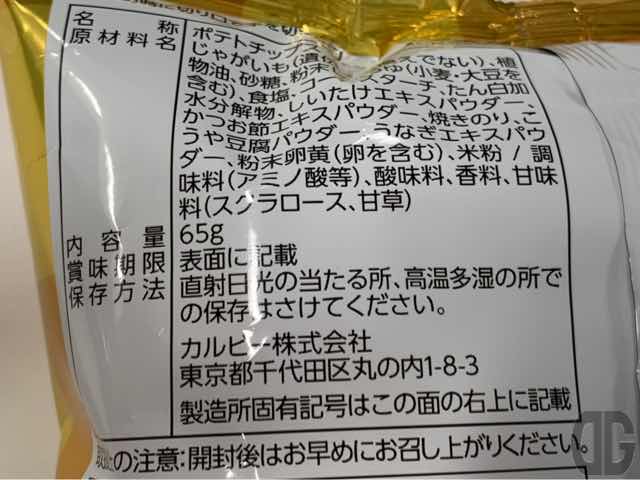 名称 ポテトチップス
原材料名 じゃがいも(遺伝 えでない)、植
物油、砂糖、粉末 ゆ(小麦・大豆を
含む)、食塩、コーンスターチ、たん白加
水分解物、しいたけエキスパウダー、
かつお節エキスパウダー、焼きのり、こ
うや豆腐パウダー、うなぎエキスパウ
ダー、粉末卵黄(卵を含む)、米粉/調
味料(アミノ酸等)、酸味料、香料、甘味
料(スクラロース、甘草)
内容量 65g
賞味期限 表面に記載
保存方法 直射日光の当たる所、高温多湿の所で
の保存はさけてください。
カルビー株式会社
東京都千代田区丸の内1-8-3
製造所固有記号はこの面の右上に記載
の注意:開封後はお早めにお召し上がりください。
DG